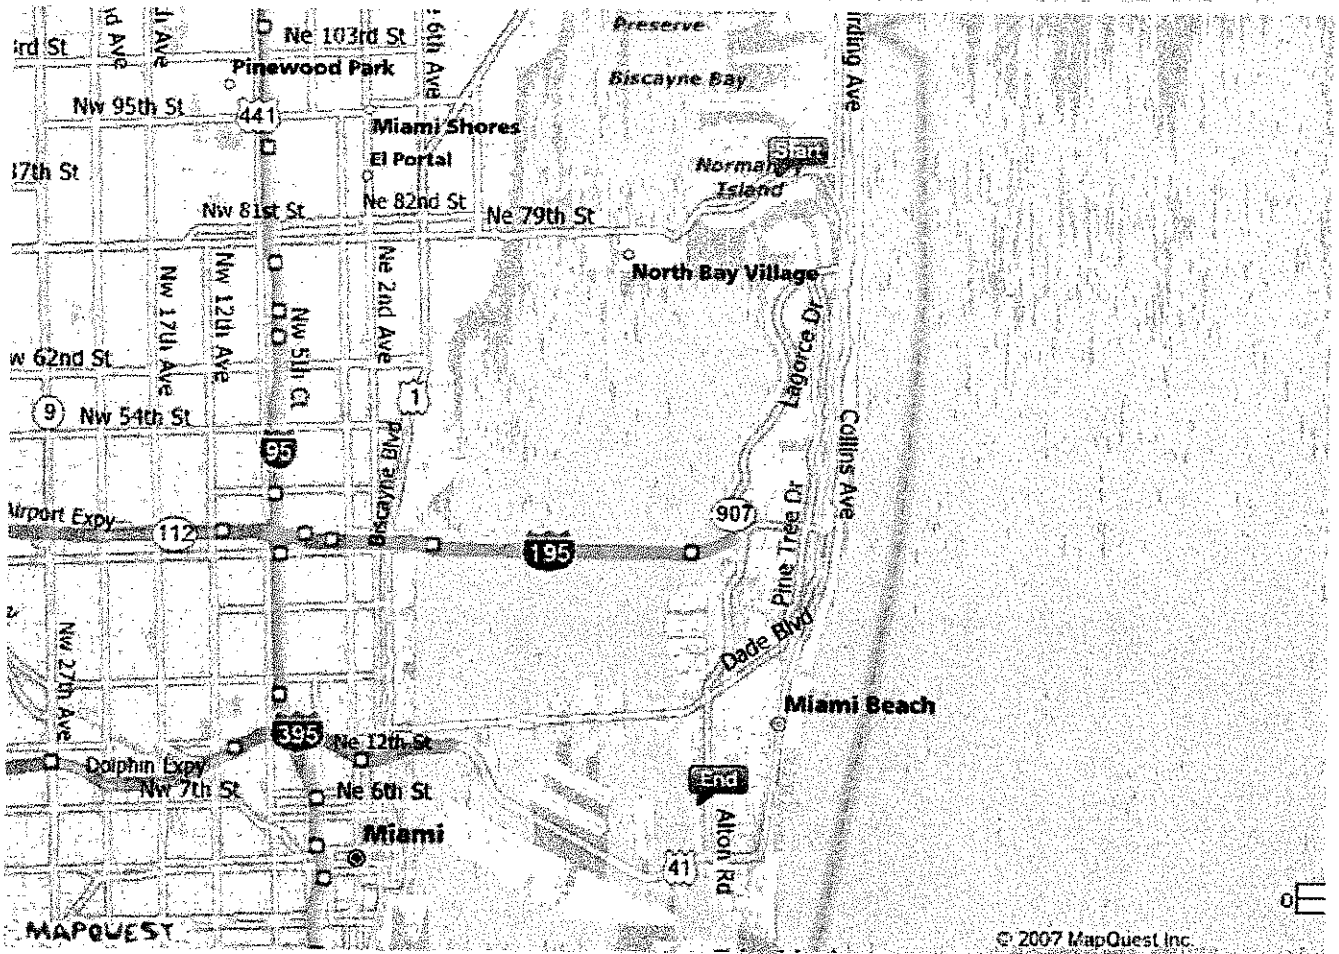 Ne 103rd St
6th Ave
Preserve
Pinewood Park
Biscayne Bay
Nw 95th St
441
Miami Shores
Start
El Portal
Island
Nw 81st St
Ne 82nd St
Ne 79th St
North Bay Village
Nw 17th Ave
Nw 12th Ave
Nw 5th Ct
Ne 2nd Ave
Lagorce Dr
62nd St
1
9
Nw 54th St
Collins Ave
95
Biscayne Blvd
Airport Expy
112
195
907
Pine Tree Dr
Dade Blvd
Nw 27th Ave
Miami Beach
395
Ne 12th St
Dolphin Expy
Nw 7th St
Ne 6th St
End
Miami
41
Alton Rd
0
MAPQUEST
© 2007 MapQuest Inc.